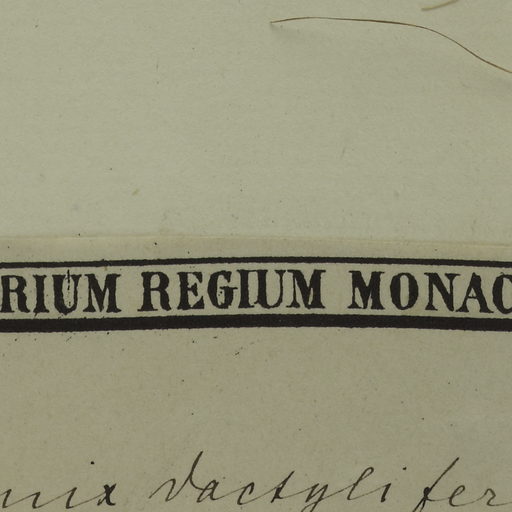 RIUM REGIUM MONAC
nix dactylifer